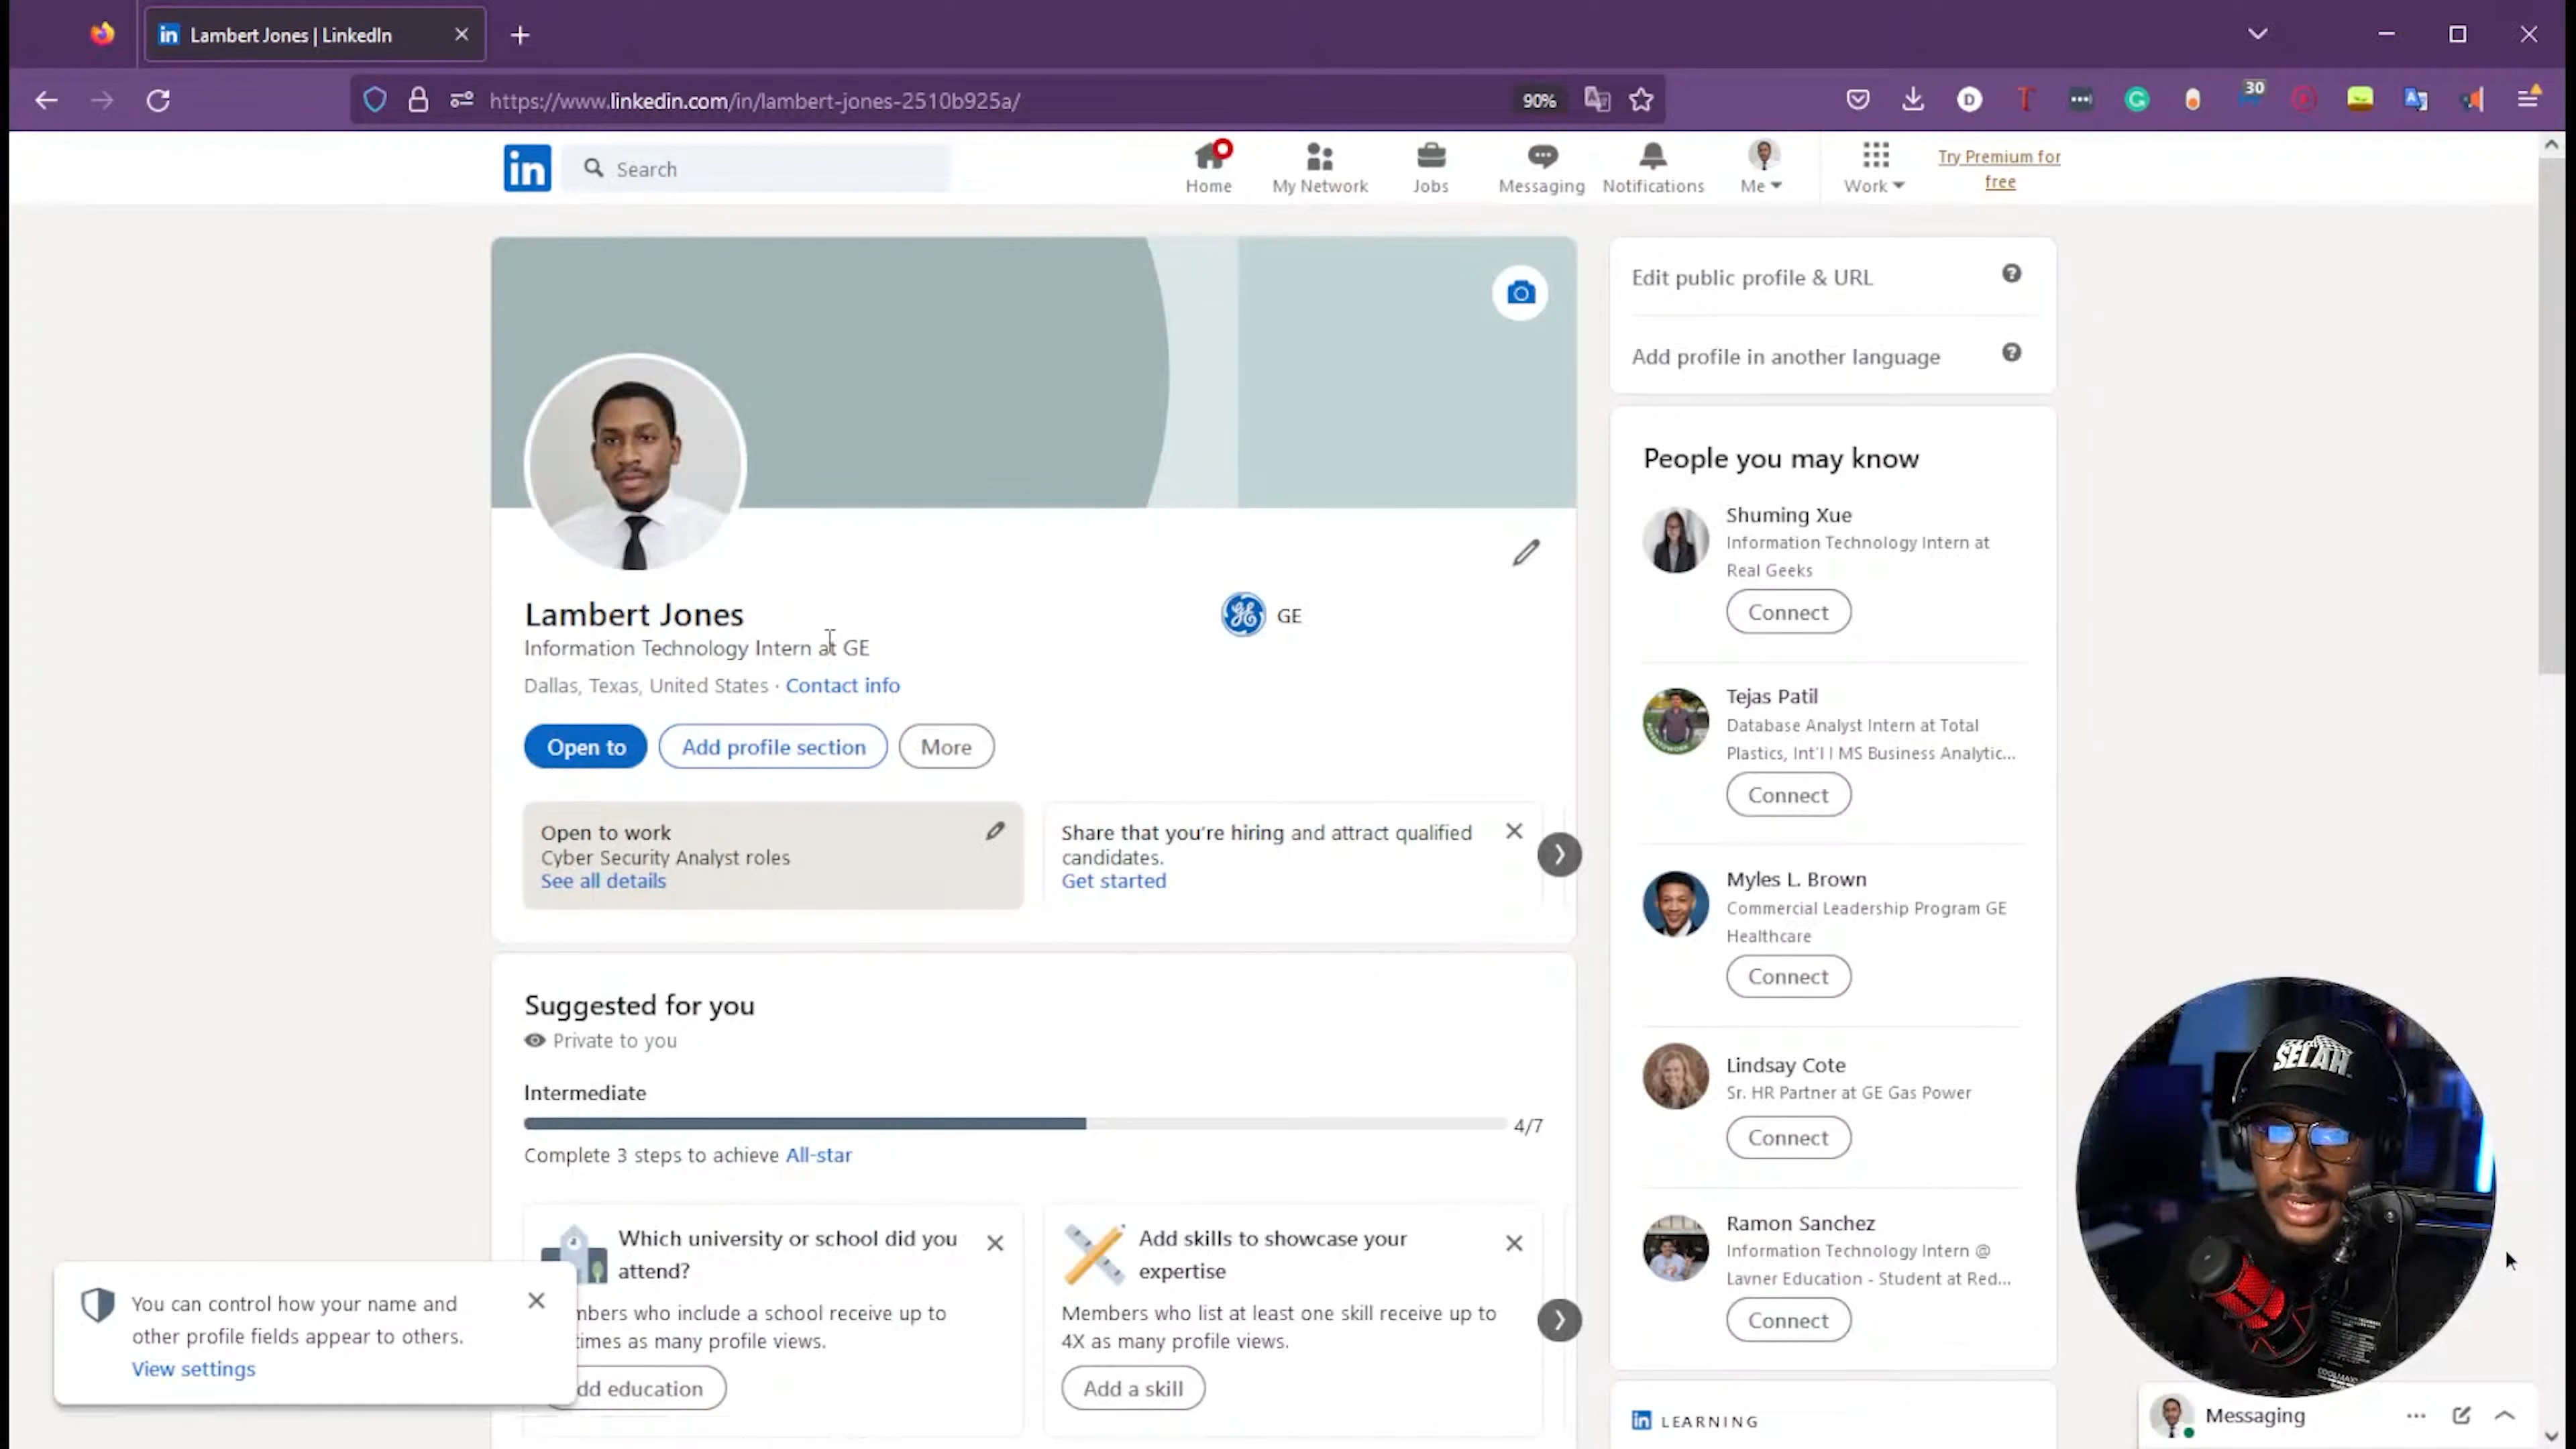 Lambert Jones | LinkedIn
https://www.linkedin.com/in/lambert-jones-2510b925a/
90%
30
in
Search
Home
My Network
Jobs
Messaging
Notifications
Me
Work
Try Premium for
free
Lambert Jones
GE
Information Technology Intern at GE
Dallas, Texas, United States · Contact info
Open to
Add profile section
More
Open to work
Cyber Security Analyst roles
See all details
Share that you're hiring and attract qualified
candidates.
Get started
Suggested for you
Private to you
Intermediate
4/7
Complete 3 steps to achieve All-star
Which university or school did you
attend?
mbers who include a school receive up to
times as many profile views.
dd education
Add skills to showcase your
expertise
Members who list at least one skill receive up to
4X as many profile views.
Add a skill
You can control how your name and
other profile fields appear to others.
View settings
Edit public profile & URL
Add profile in another language
People you may know
Shuming Xue
Information Technology Intern at
Real Geeks
Connect
Tejas Patil
Database Analyst Intern at Total
Plastics, Int'l | MS Business Analytic...
Connect
Myles L. Brown
Commercial Leadership Program GE
Healthcare
Connect
Lindsay Cote
Sr. HR Partner at GE Gas Power
Connect
Ramon Sanchez
Information Technology Intern @
Lavner Education - Student at Red...
Connect
in LEARNING
SELAH
Messaging